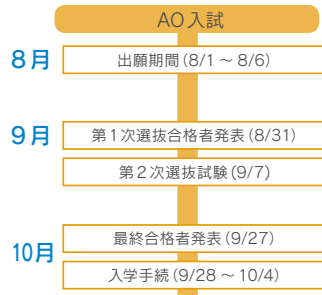 AO入試
8月
出願期間(8/1～8/6)
9月
第1次選抜合格者発表(8/31)
第2次選抜試験(9/7)
10月
最終合格者発表(9/27)
入学手続(9/28～10/4)